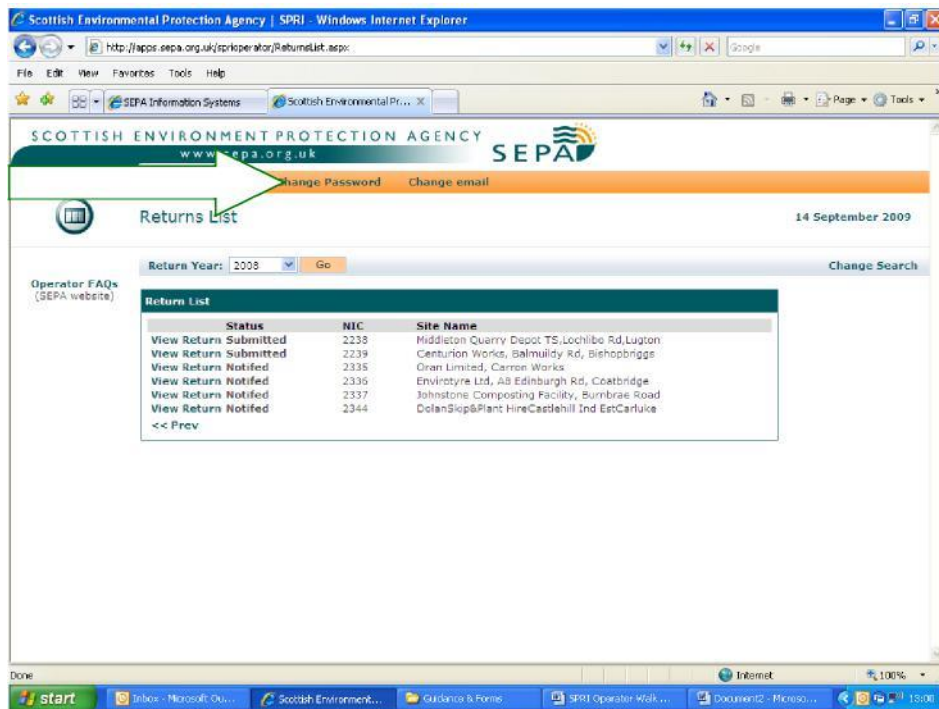 Scottish Environmental Protection Agency | SPRI - Windows Internet Explorer
http://apps.sepa.org.uk/sprioperator/ReturnsList.aspx
Google
File Edit View Favorites Tools Help
SEPA Information Systems
Scottish Environmental Pr...
Page Tools
SCOTTISH ENVIRONMENT PROTECTION AGENCY
www.sepa.org.uk
SEPA
Change Password Change email
Returns List
14 September 2009
Return Year: 2008 Go
Change Search
Operator FAQs
(SEPA website)
Return List
Status NIC Site Name
View Return Submitted 2238 Middleton Quarry Depot TS,Lochlibo Rd,Lugton
View Return Submitted 2239 Centurion Works, Balmuildy Rd, Bishopbriggs
View Return Notifed 2335 Oran Limited, Carron Works
View Return Notifed 2336 Envirotyre Ltd, A8 Edinburgh Rd, Coatbridge
View Return Notifed 2337 Johnstone Composting Facility, Burnbrae Road
View Return Notifed 2344 DolanSkip&Plant HireCastlehill Ind EstCarluke
<< Prev
Done
Internet
100%
start
Inbox - Microsoft Ou...
Scottish Environment...
Guidance & Forms
SPRI Operator Walk ...
Document2 - Microso...
13:00